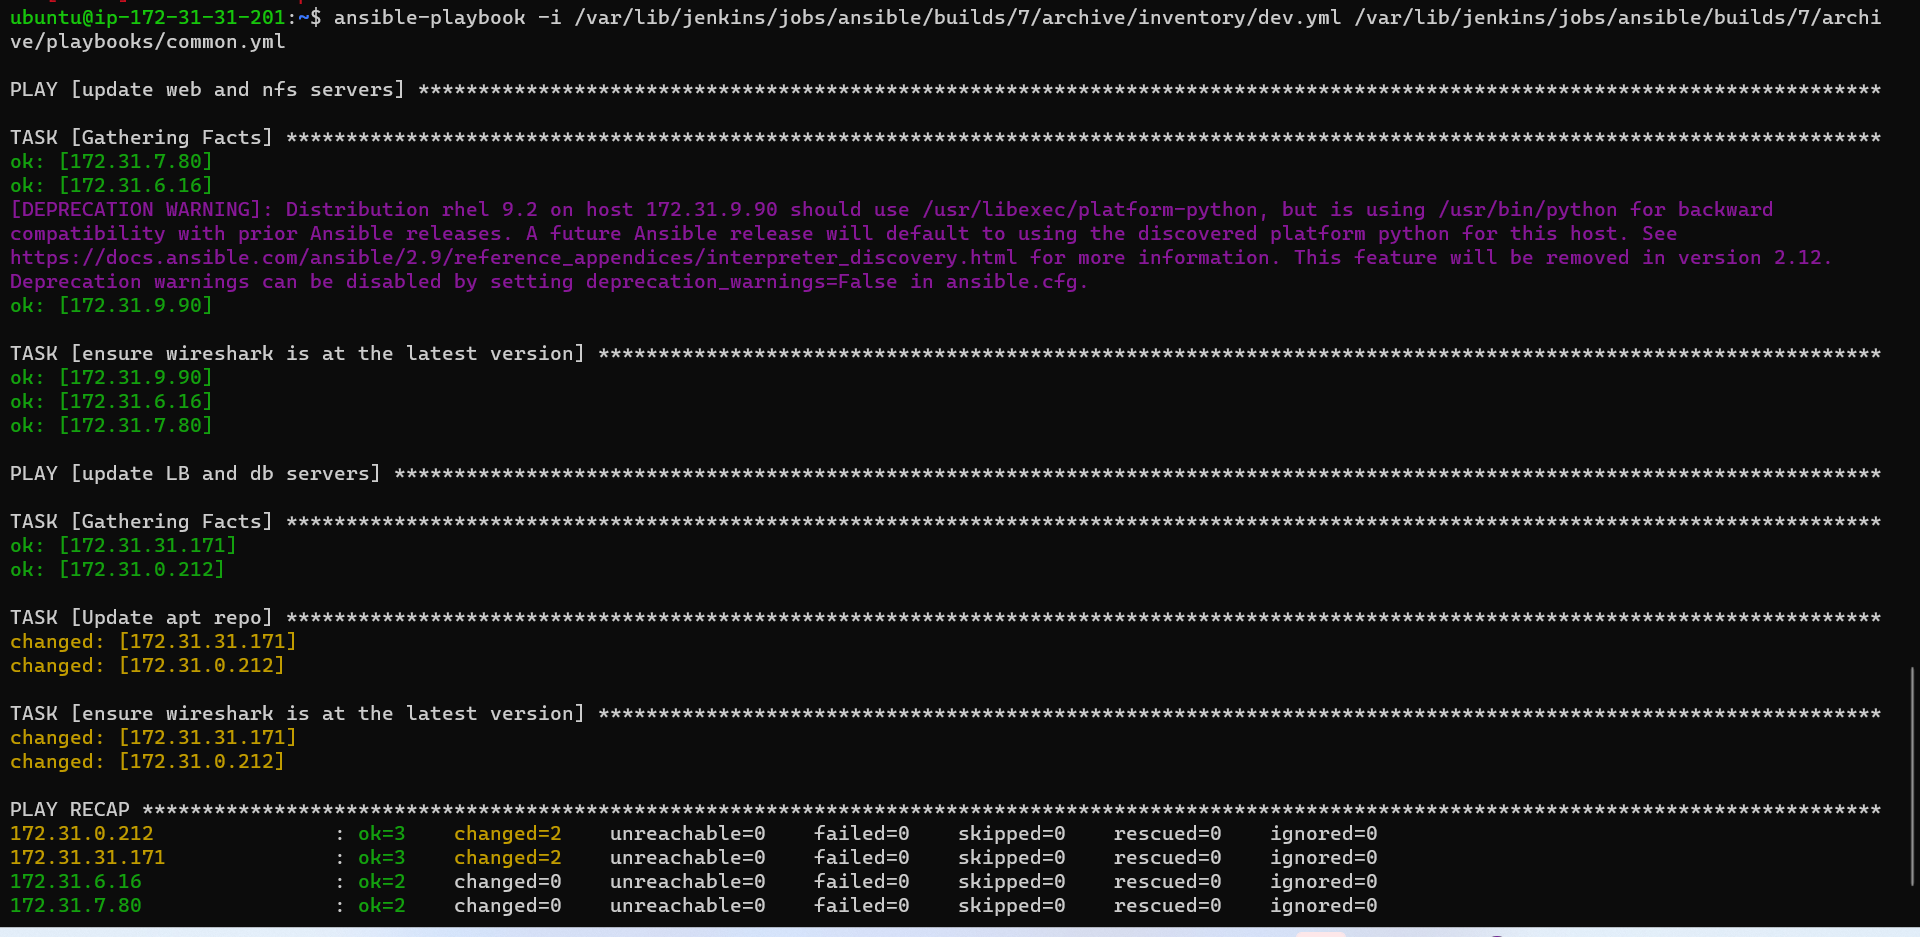 ubuntu@ip-172-31-31-201:~$ ansible-playbook -i /var/lib/jenkins/jobs/ansible/builds/7/archive/inventory/dev.yml /var/lib/jenkins/jobs/ansible/builds/7/archi
ve/playbooks/common.yml
PLAY [update web and nfs servers] **************************************************************************************************************************
TASK [Gathering Facts] *************************************************************************************************************************************
ok: [172.31.7.80]
ok: [172.31.6.16]
[DEPRECATION WARNING]: Distribution rhel 9.2 on host 172.31.9.90 should use /usr/libexec/platform-python, but is using /usr/bin/python for backward
compatibility with prior Ansible releases. A future Ansible release will default to using the discovered platform python for this host. See
https://docs.ansible.com/ansible/2.9/reference_appendices/interpreter_discovery.html for more information. This feature will be removed in version 2.12.
Deprecation warnings can be disabled by setting deprecation_warnings=False in ansible.cfg.
ok: [172.31.9.90]
TASK [ensure wireshark is at the latest version] ***********************************************************************************************************
ok: [172.31.9.90]
ok: [172.31.6.16]
ok: [172.31.7.80]
PLAY [update LB and db servers] ****************************************************************************************************************************
TASK [Gathering Facts] *************************************************************************************************************************************
ok: [172.31.31.171]
ok: [172.31.0.212]
TASK [Update apt repo] *************************************************************************************************************************************
changed: [172.31.31.171]
changed: [172.31.0.212]
TASK [ensure wireshark is at the latest version] ***********************************************************************************************************
changed: [172.31.31.171]
changed: [172.31.0.212]
PLAY RECAP *************************************************************************************************************************************************
172.31.0.212               : ok=3    changed=2    unreachable=0    failed=0    skipped=0    rescued=0    ignored=0
172.31.31.171              : ok=3    changed=2    unreachable=0    failed=0    skipped=0    rescued=0    ignored=0
172.31.6.16                : ok=2    changed=0    unreachable=0    failed=0    skipped=0    rescued=0    ignored=0
172.31.7.80                : ok=2    changed=0    unreachable=0    failed=0    skipped=0    rescued=0    ignored=0